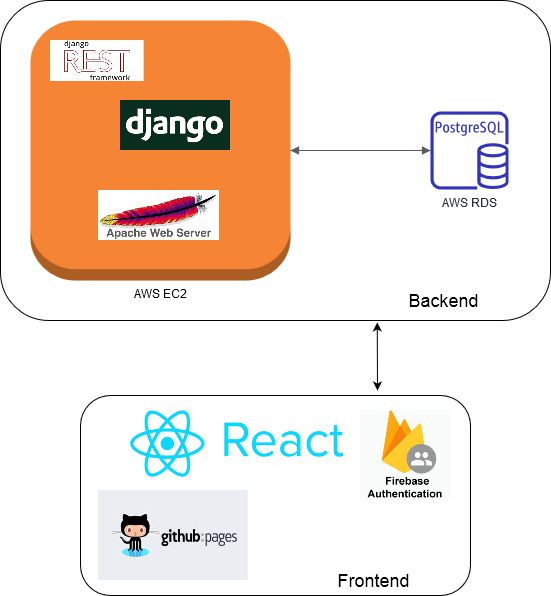 django
REST
framework
django
Apache Web Server
AWS EC2
PostgreSQL
AWS RDS
Backend
React
Firebase
Authentication
github:pages
Frontend